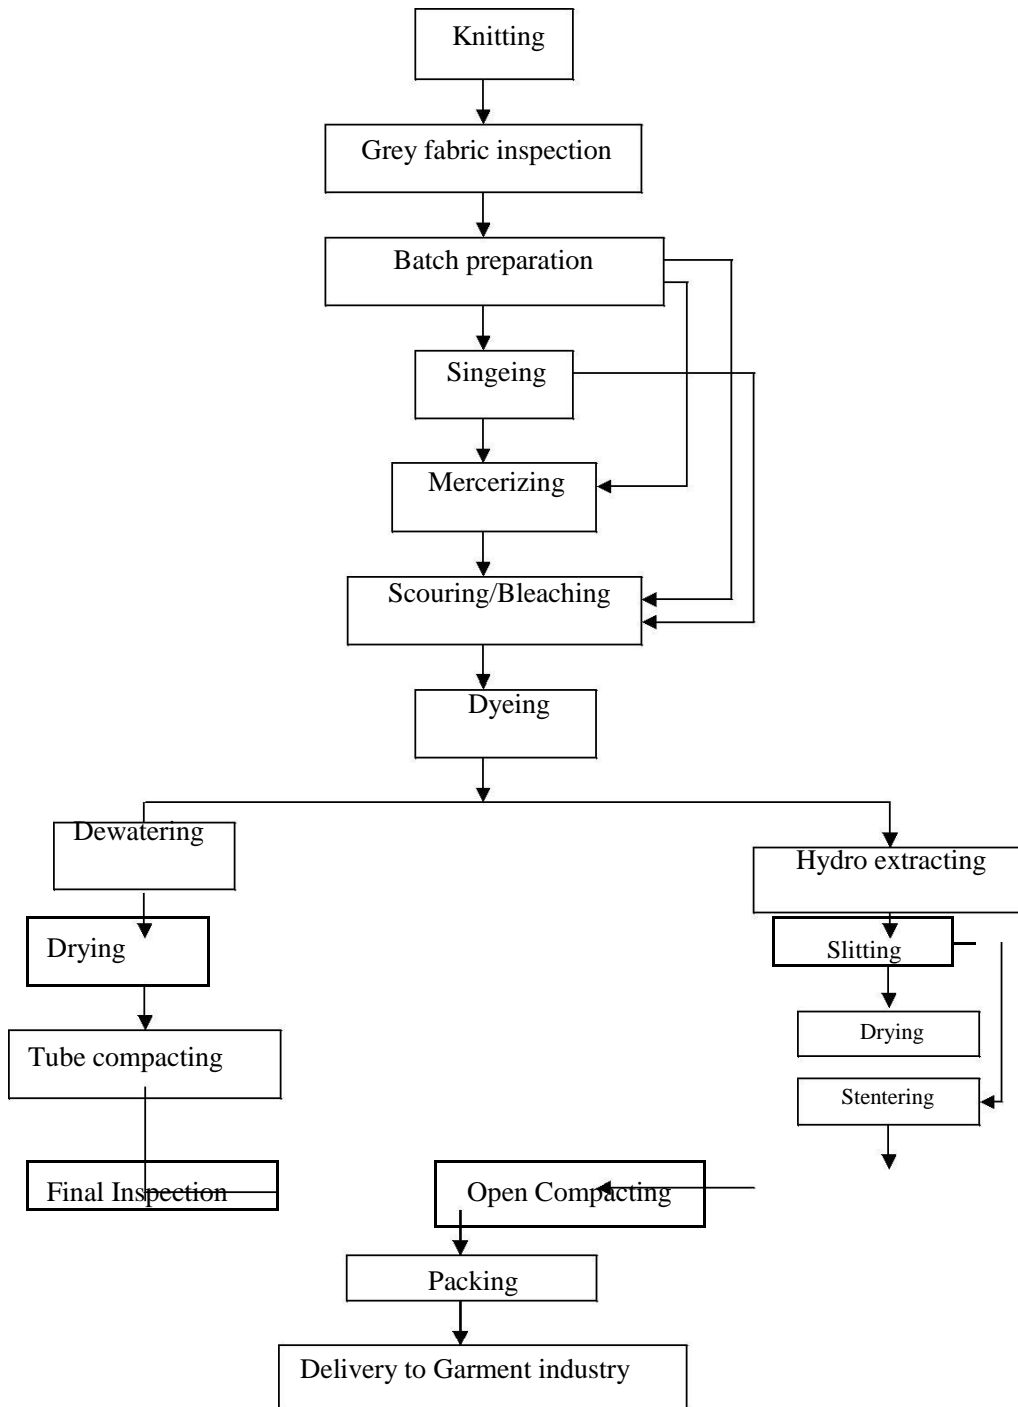 Knitting
Grey fabric inspection
Batch preparation
Singeing
Mercerizing
Scouring/Bleaching
Dyeing
Dewatering
Hydro extracting
Drying
Slitting
Drying
Tube compacting
Stentering
Final Inspection
Open Compacting
Packing
Delivery to Garment industry